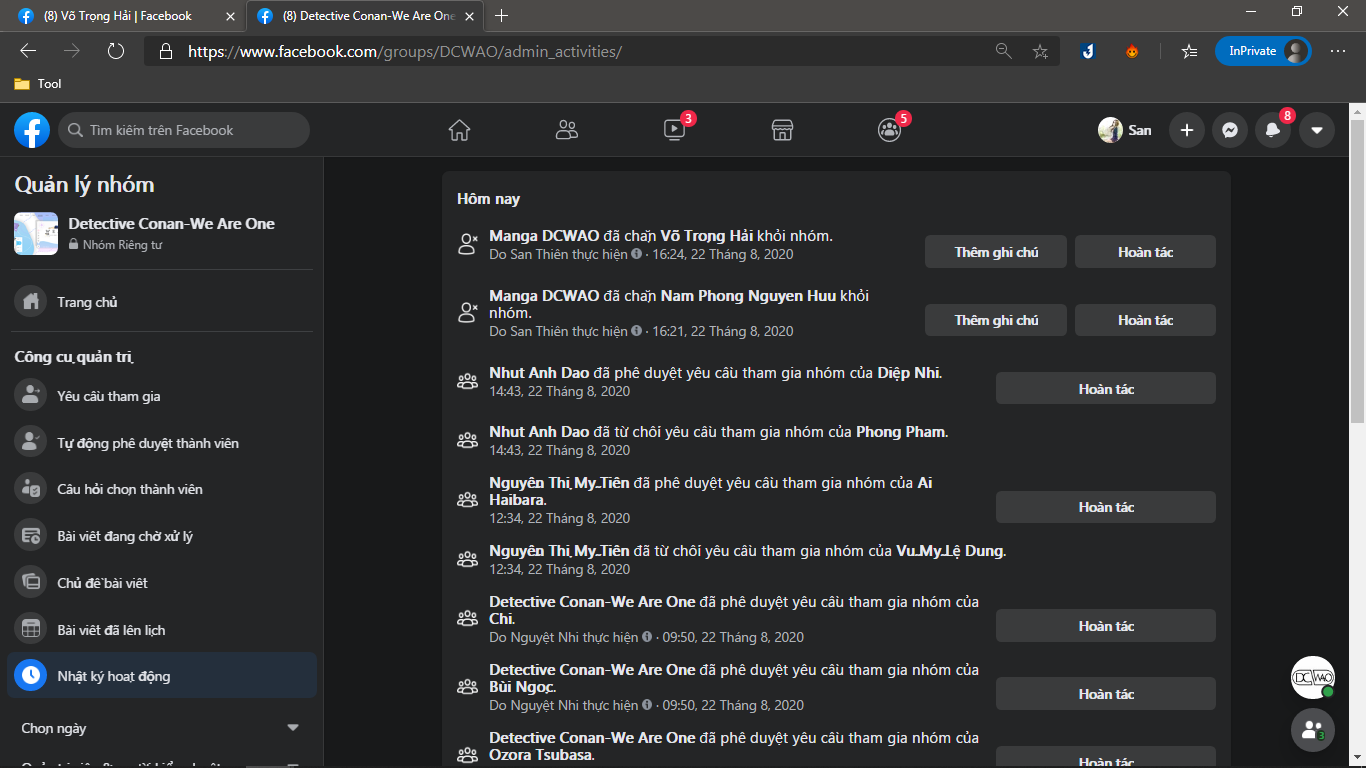 (8) Võ Trọng Hải | Facebook
(8) Detective Conan-We Are One
https://www.facebook.com/groups/DCWAO/admin_activities/
InPrivate
Tool
Tìm kiếm trên Facebook
3
5
San
8
Quản lý nhóm
Detective Conan-We Are One
Nhóm Riêng tư
Trang chủ
Công cụ quản trị
Yêu cầu tham gia
Tự động phê duyệt thành viên
Câu hỏi chọn thành viên
Bài viết đang chờ xử lý
Chủ đề bài viết
Bài viết đã lên lịch
Nhật ký hoạt động
Chọn ngày
Hôm nay
Manga DCWAO đã chặn Võ Trọng Hải khỏi nhóm.
Do San Thiên thực hiện · 16:24, 22 Tháng 8, 2020
Thêm ghi chú
Hoàn tác
Manga DCWAO đã chặn Nam Phong Nguyen Huu khỏi
nhóm.
Do San Thiên thực hiện · 16:21, 22 Tháng 8, 2020
Thêm ghi chú
Hoàn tác
Nhut Anh Dao đã phê duyệt yêu cầu tham gia nhóm của Diệp Nhi.
14:43, 22 Tháng 8, 2020
Hoàn tác
Nhut Anh Dao đã từ chối yêu cầu tham gia nhóm của Phong Pham.
14:43, 22 Tháng 8, 2020
Nguyễn Thị Mỹ Tiên đã phê duyệt yêu cầu tham gia nhóm của Ai
Haibara.
12:34, 22 Tháng 8, 2020
Hoàn tác
Nguyễn Thị Mỹ Tiên đã từ chối yêu cầu tham gia nhóm của Vũ Mỹ Lệ Dung.
12:34, 22 Tháng 8, 2020
Detective Conan-We Are One đã phê duyệt yêu cầu tham gia nhóm của
Chi.
Do Nguyệt Nhi thực hiện · 09:50, 22 Tháng 8, 2020
Hoàn tác
Detective Conan-We Are One đã phê duyệt yêu cầu tham gia nhóm của
Bùi Ngọc.
Do Nguyệt Nhi thực hiện · 09:50, 22 Tháng 8, 2020
Hoàn tác
Detective Conan-We Are One đã phê duyệt yêu cầu tham gia nhóm của
Ozora Tsubasa.
Hoàn tác
DCWAO
3